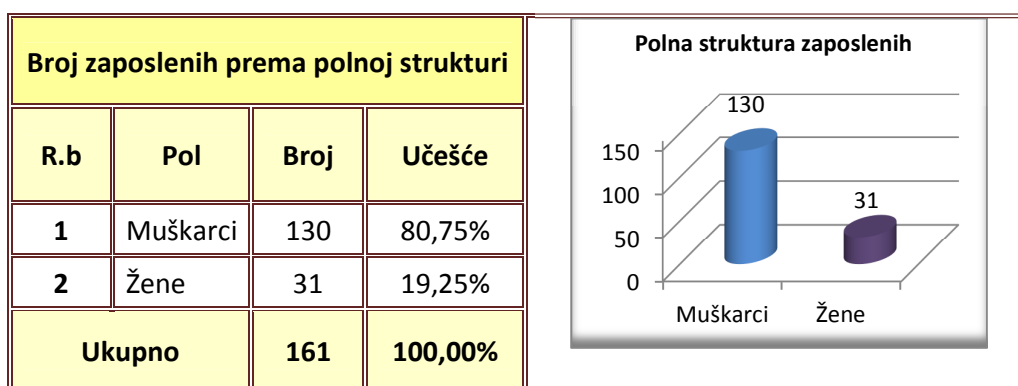 Broj zaposlenih prema polnoj strukturi
R.b Pol Broj Učešće
1 Muškarci 130 80,75%
2 Žene 31 19,25%
Ukupno 161 100,00%
Polna struktura zaposlenih
130
150
100
31
50
0
Muškarci Žene